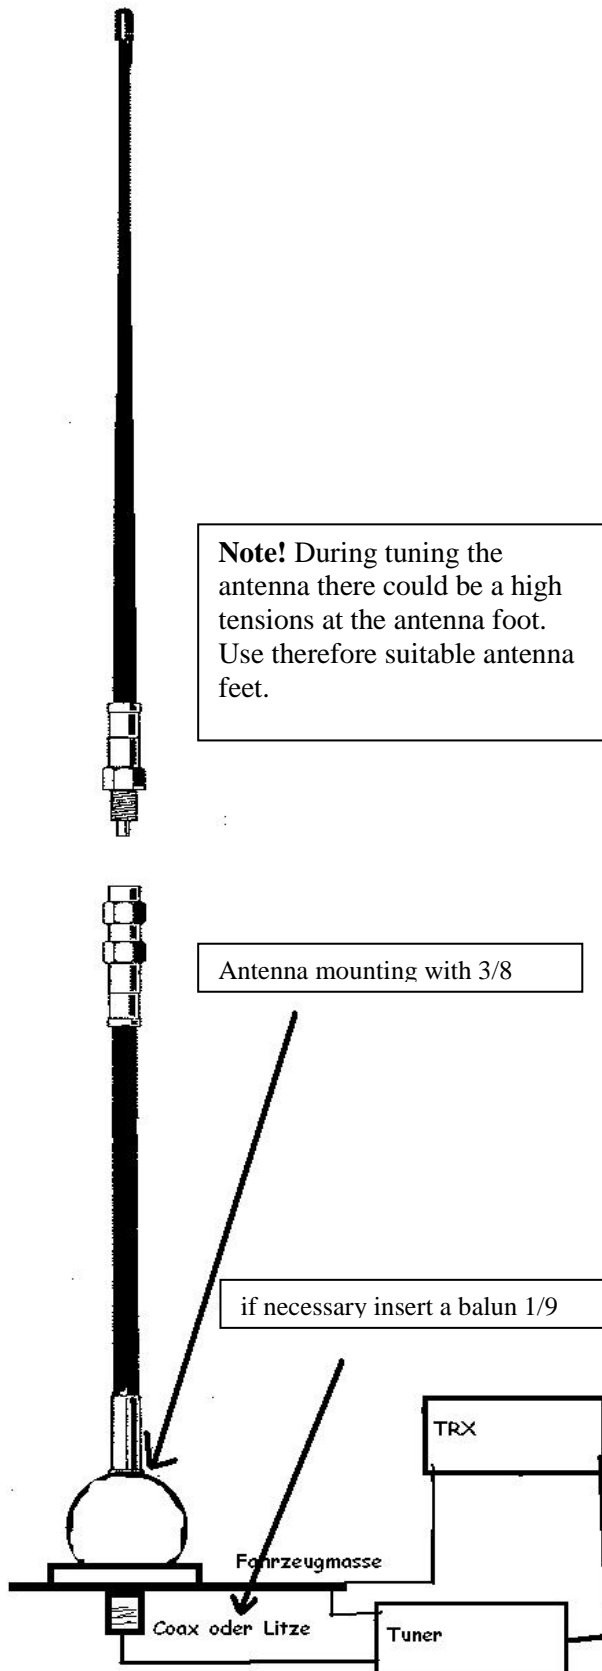 Note! During tuning the
antenna there could be a high
tensions at the antenna foot.
Use therefore suitable antenna
feet.
Antenna mounting with 3/8
if necessary insert a balun 1/9
TRX
Fahrzeugmasse
Coax oder Litze
Tuner